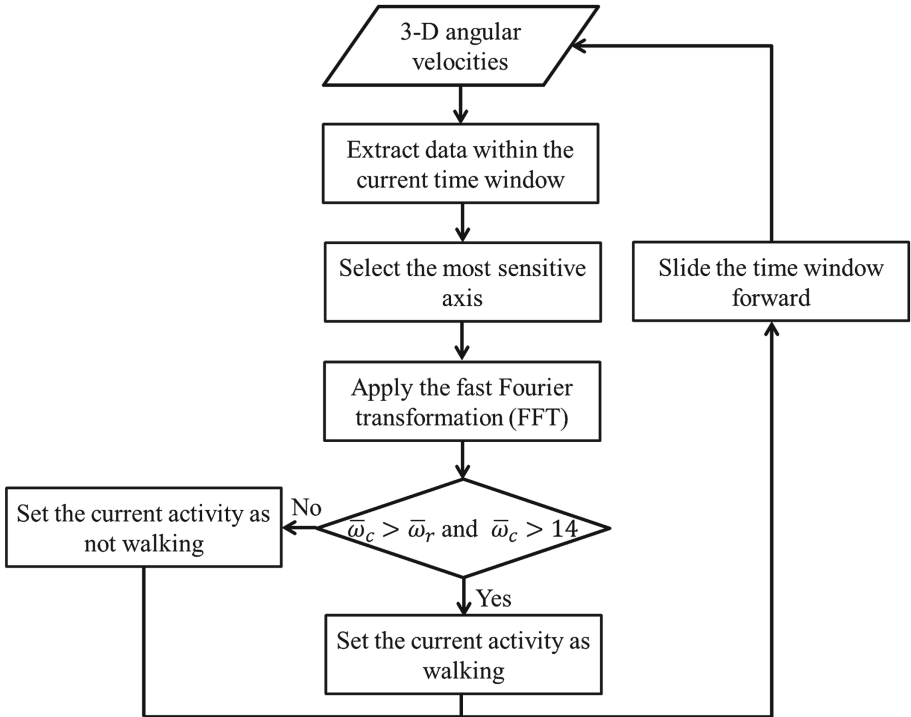 3-D angular
velocities
Extract data within the
current time window
Select the most sensitive
axis
Slide the time window
forward
Apply the fast Fourier
transformation (FFT)
Set the current activity as
not walking
No
ω̅c > ω̅r and ω̅c > 14
Yes
Set the current activity as
walking